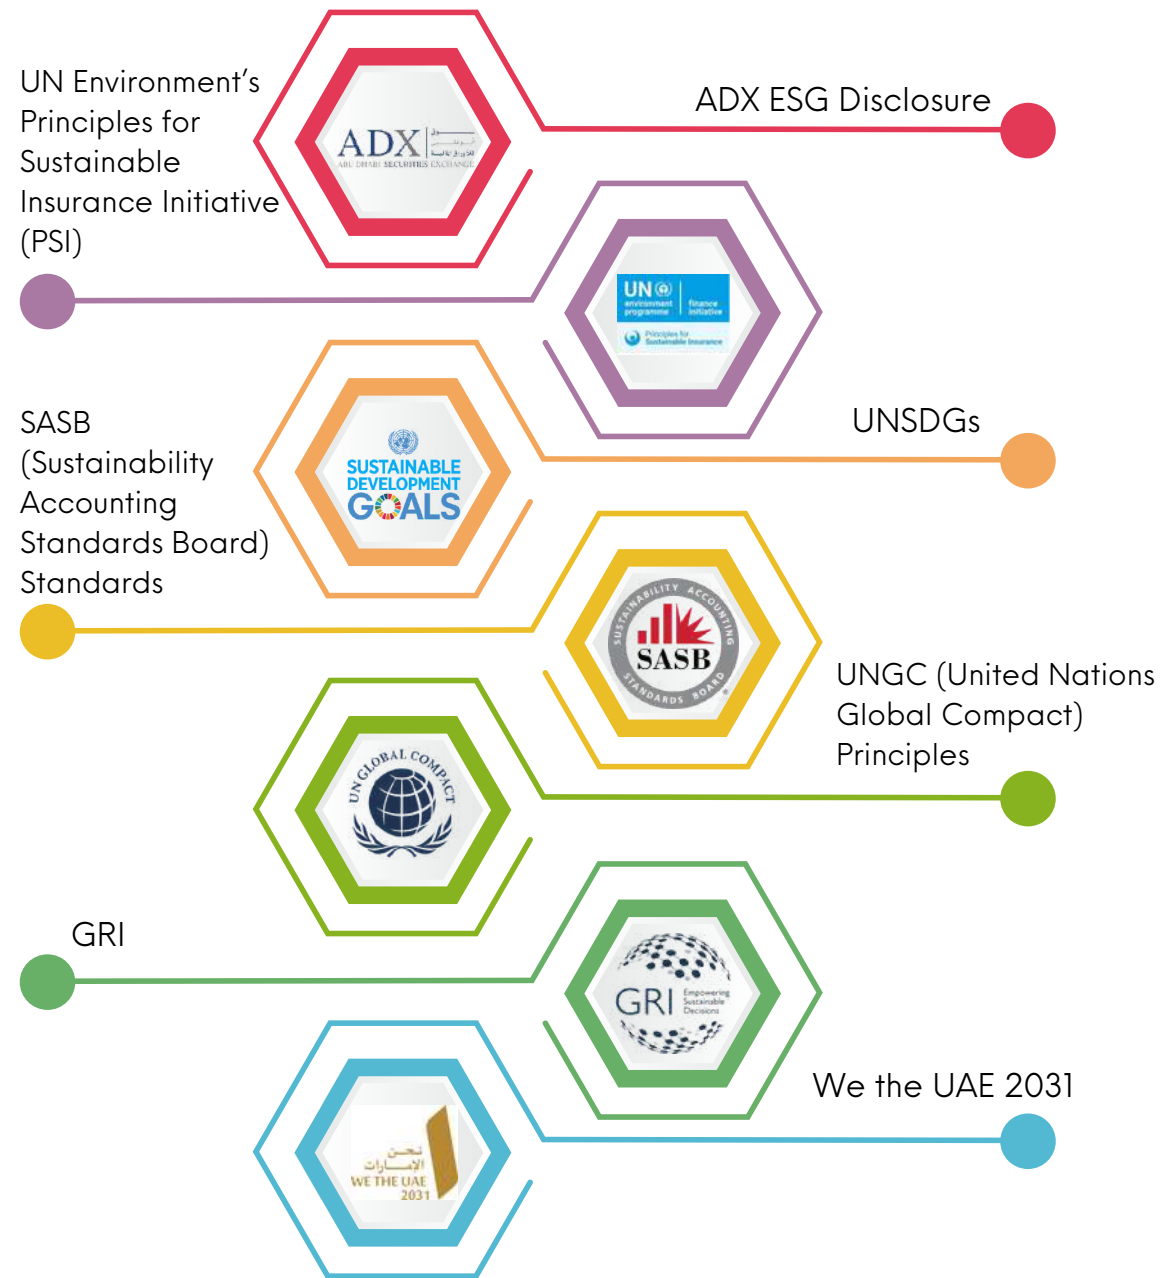 UN Environment's
Principles for
Sustainable
Insurance Initiative
(PSI)
ADX ESG Disclosure
ADX
ABU DHABI SECURITIES EXCHANGE
UN
environment
programme
finance
initiative
Principles for
Sustainable Insurance
SASB
(Sustainability
Accounting
Standards Board)
Standards
UNSDGs
SUSTAINABLE
DEVELOPMENT
GOALS
SUSTAINABILITY ACCOUNTING
SASB
STANDARDS BOARD
®
UNGC (United Nations
Global Compact)
Principles
UN GLOBAL COMPACT
GRI
GRI
Empowering
Sustainable
Decisions
We the UAE 2031
نحن
الإمارات
WE THE UAE
2031